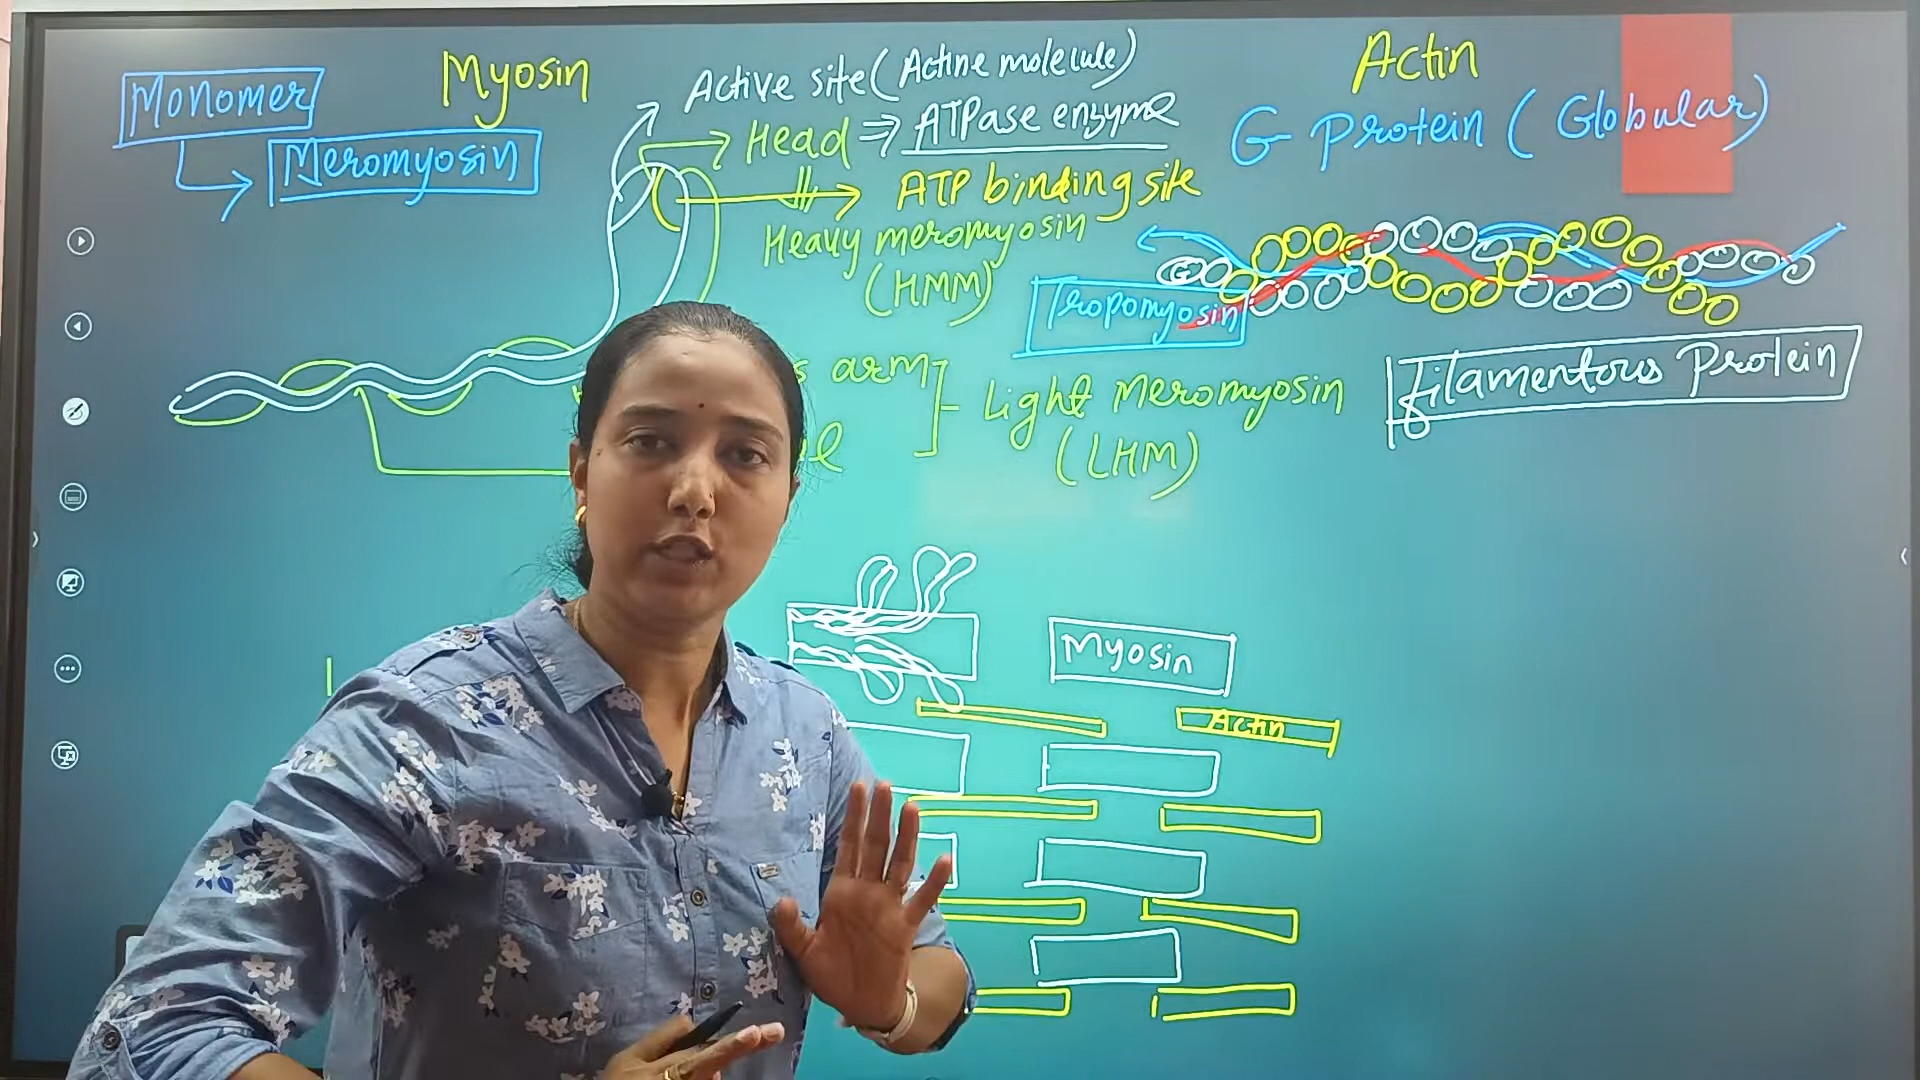 Monomer
Meromyosin
Myosin
Active site (Actine molecule)
Head ⇒ ATPase enzyme
ATP binding site
Heavy meromyosin
(HMM)
arm
Light Meromyosin
(LHM)
Actin
G- Protein ( Globular)
G
Tropomyosin
Filamentous Protein
Myosin
Actin